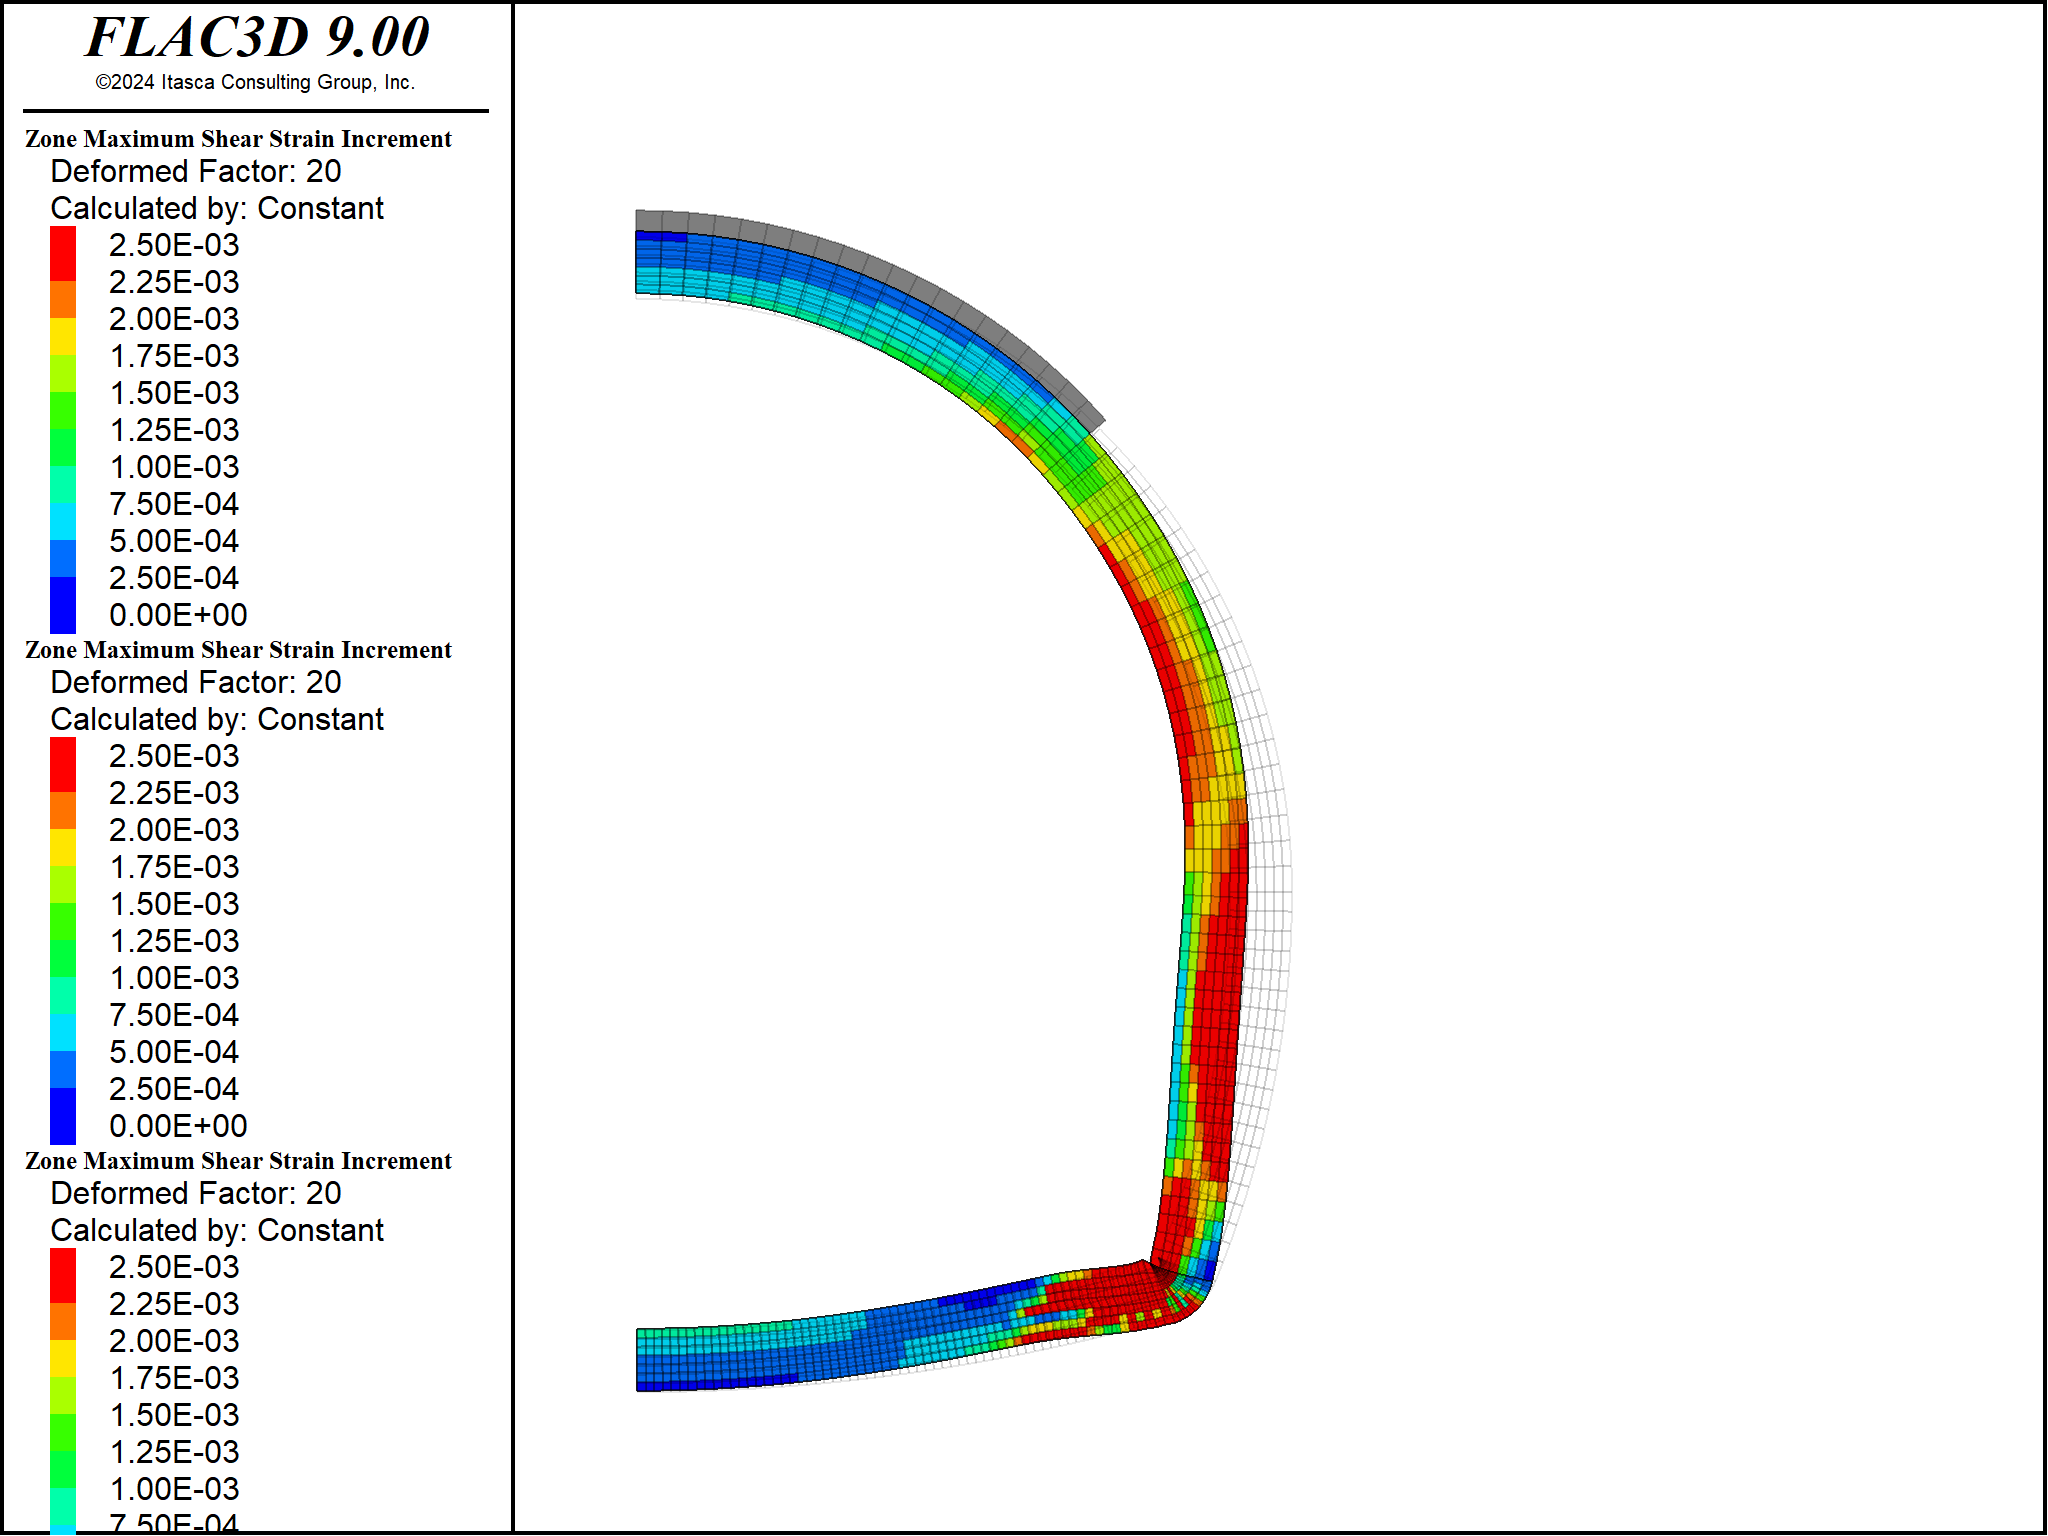 FLAC3D 9.00
©2024 Itasca Consulting Group, Inc.
Zone Maximum Shear Strain Increment
Deformed Factor: 20
Calculated by: Constant
2.50E-03
2.25E-03
2.00E-03
1.75E-03
1.50E-03
1.25E-03
1.00E-03
7.50E-04
5.00E-04
2.50E-04
0.00E+00
Zone Maximum Shear Strain Increment
Deformed Factor: 20
Calculated by: Constant
2.50E-03
2.25E-03
2.00E-03
1.75E-03
1.50E-03
1.25E-03
1.00E-03
7.50E-04
5.00E-04
2.50E-04
0.00E+00
Zone Maximum Shear Strain Increment
Deformed Factor: 20
Calculated by: Constant
2.50E-03
2.25E-03
2.00E-03
1.75E-03
1.50E-03
1.25E-03
1.00E-03
7.50E-04